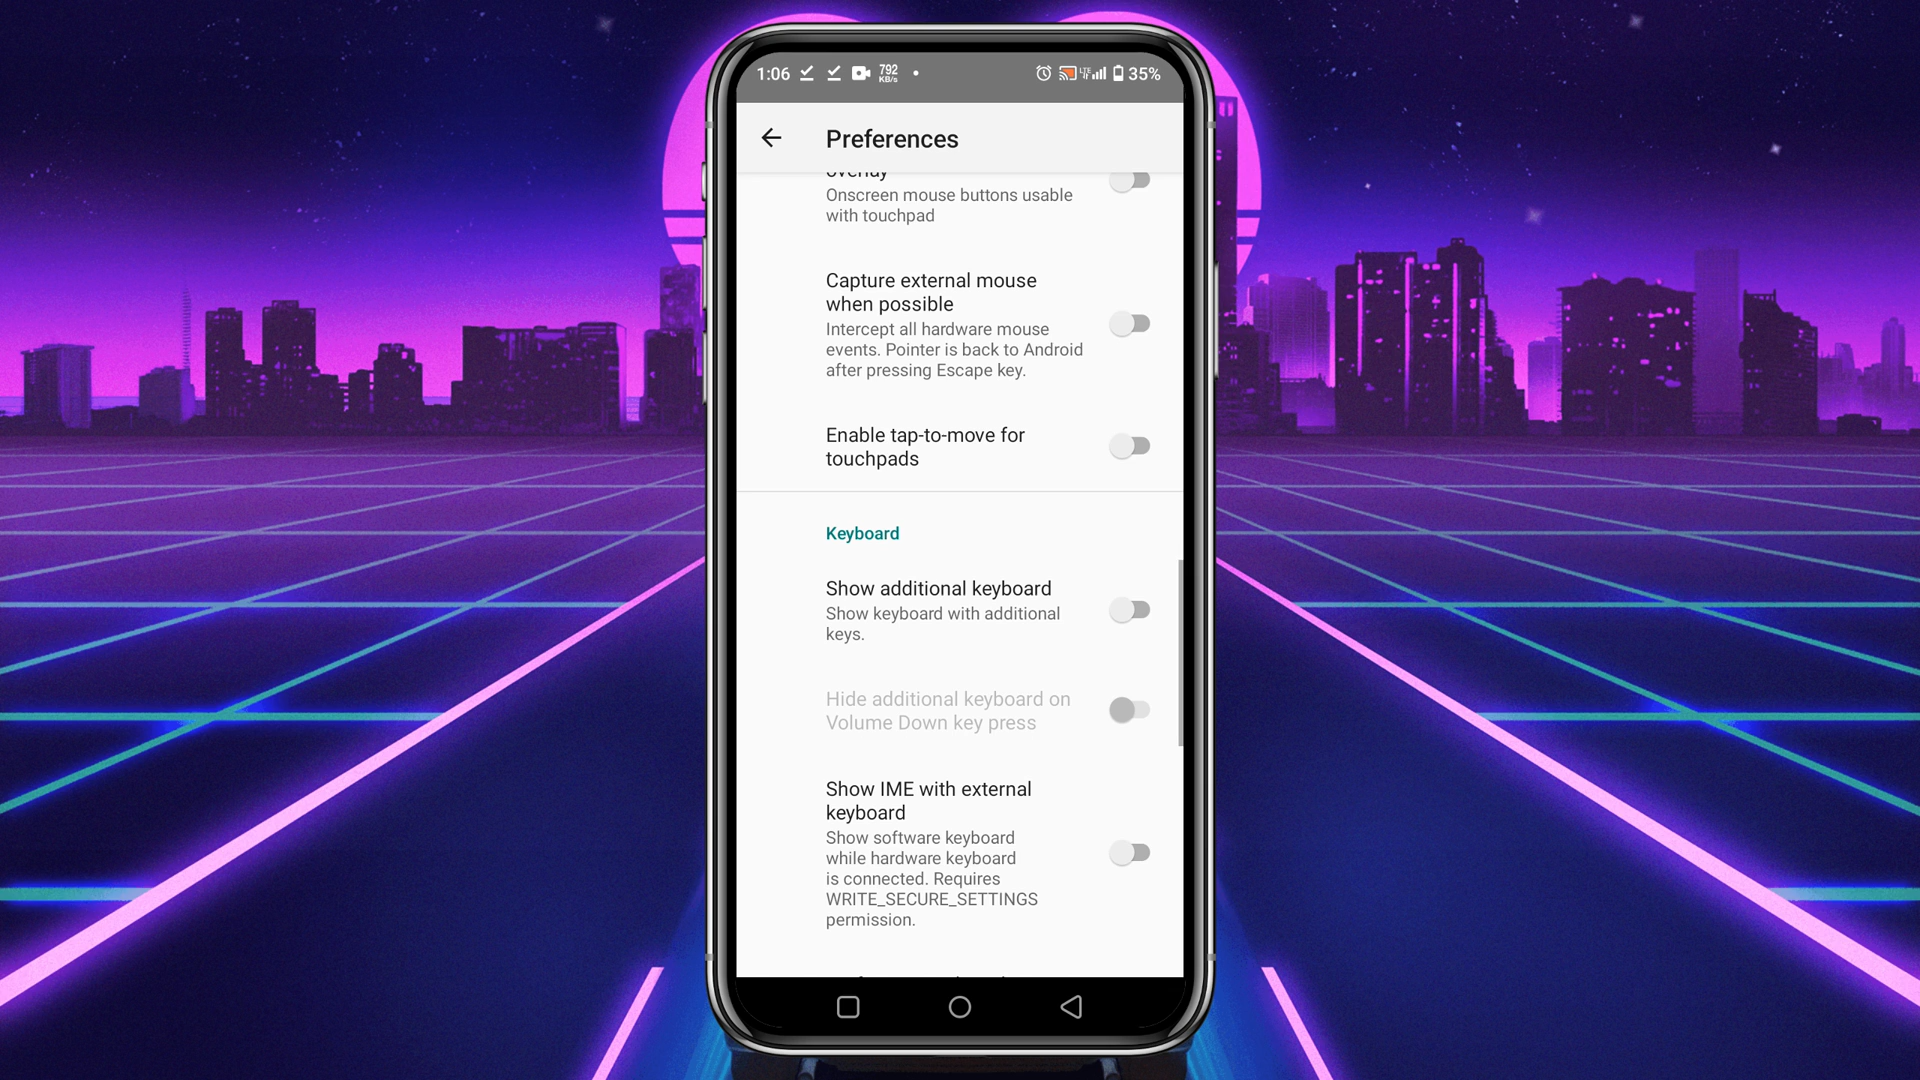 1:06 792 KB/s LTE 35%
Preferences
overlay
Onscreen mouse buttons usable
with touchpad
Capture external mouse
when possible
Intercept all hardware mouse
events. Pointer is back to Android
after pressing Escape key.
Enable tap-to-move for
touchpads
Keyboard
Show additional keyboard
Show keyboard with additional
keys.
Hide additional keyboard on
Volume Down key press
Show IME with external
keyboard
Show software keyboard
while hardware keyboard
is connected. Requires
WRITE_SECURE_SETTINGS
permission.